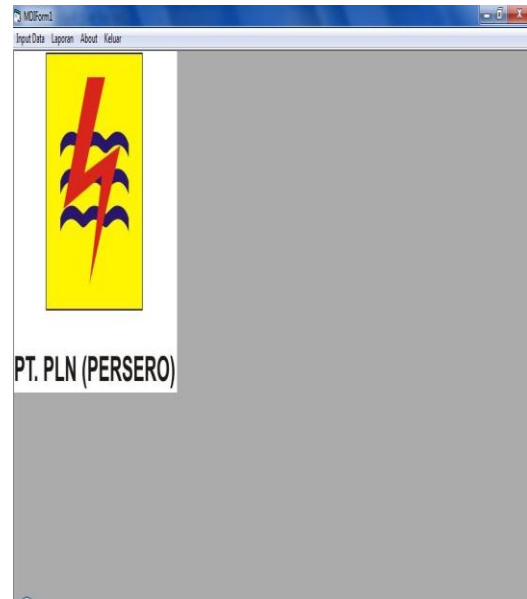 MDIForm1
Input Data Laporan About Keluar
PT. PLN (PERSERO)